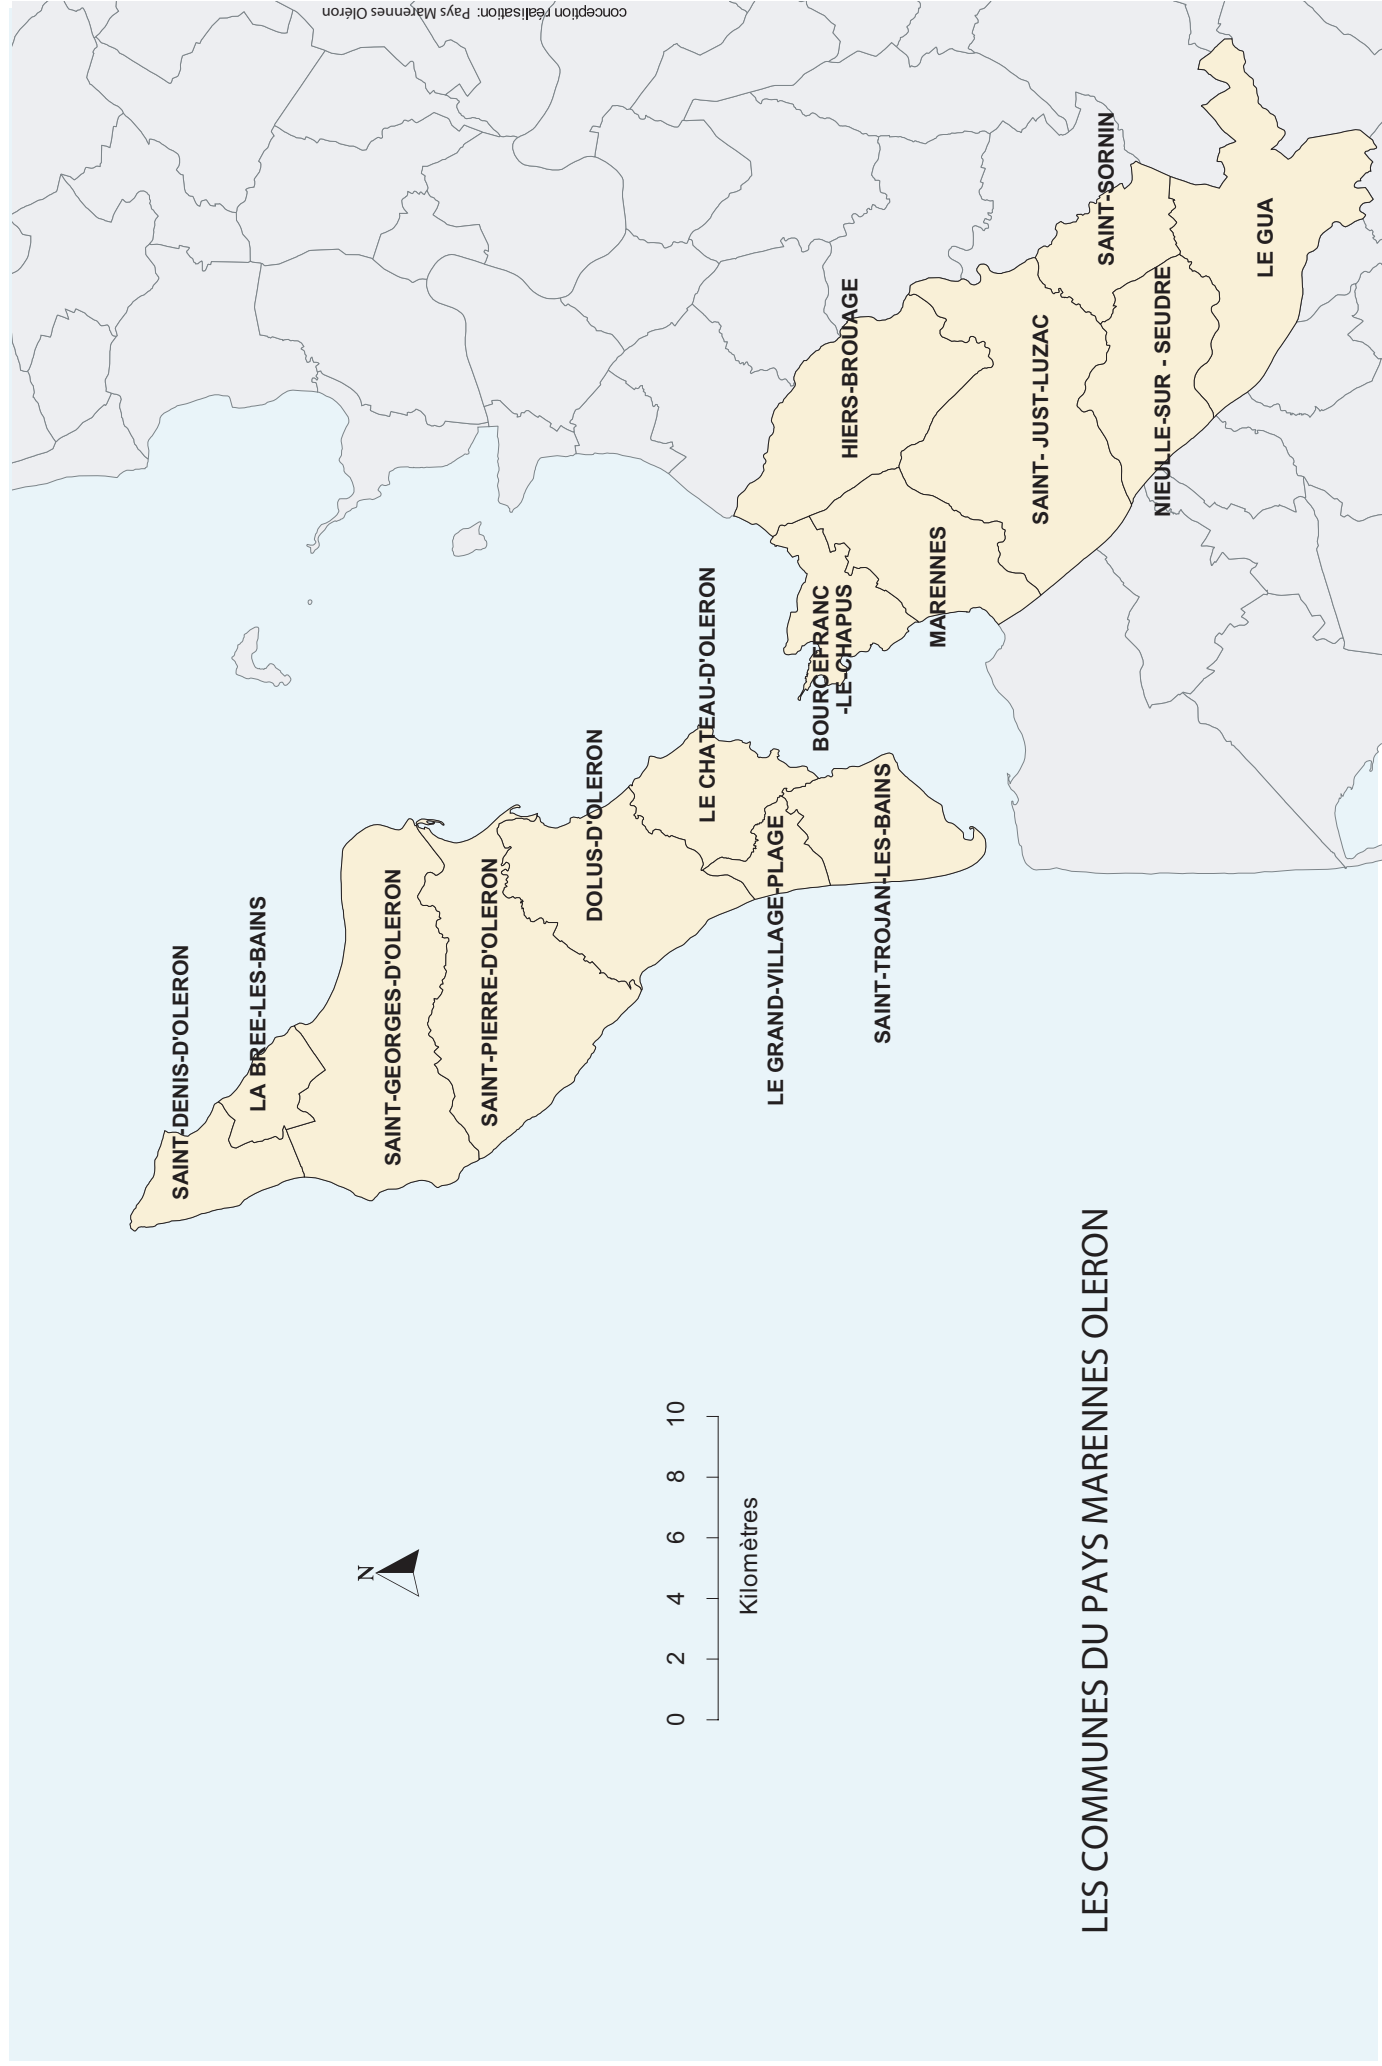 conception réalisation: Pays Marennes Oléron
SAINT-DENIS-D'OLERON
LA BREE-LES-BAINS
SAINT-GEORGES-D'OLERON
SAINT-PIERRE-D'OLERON
DOLUS-D'OLERON
LE CHATEAU-D'OLERON
LE GRAND-VILLAGE-PLAGE
SAINT-TROJAN-LES-BAINS
BOURCEFRANC
-LE-CHAPUS
HIERS-BROUAGE
MARENNES
SAINT- JUST-LUZAC
SAINT-SORNIN
NIEULLE-SUR - SEUDRE
LE GUA
N
0 2 4 6 8 10
Kilomètres
LES COMMUNES DU PAYS MARENNES OLERON